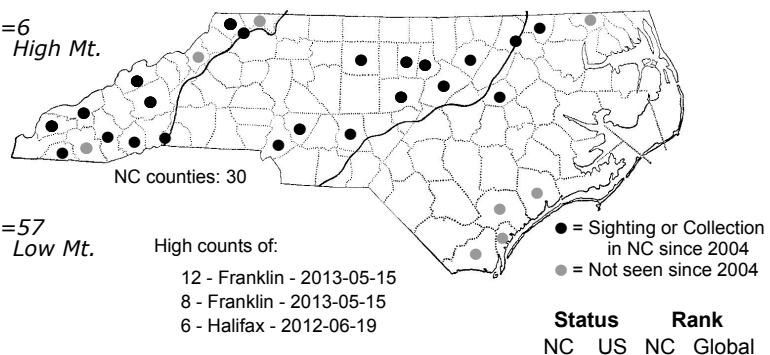 =6
High Mt.
NC counties: 30
=57
Low Mt.
High counts of:
12 - Franklin - 2013-05-15
8 - Franklin - 2013-05-15
6 - Halifax - 2012-06-19
= Sighting or Collection
in NC since 2004
= Not seen since 2004
Status Rank
NC US NC Global